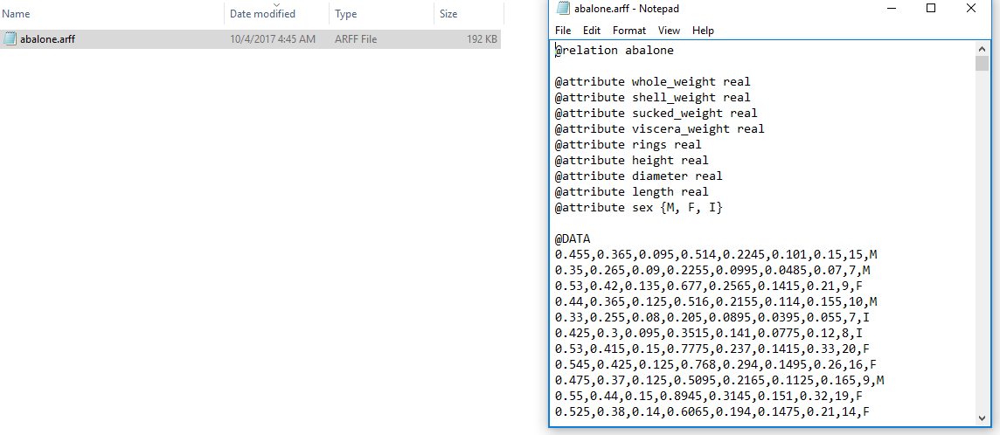 Name Date modified Type Size
abalone.arff 10/4/2017 4:45 AM ARFF File 192 KB
abalone.arff - Notepad
File Edit Format View Help
@relation abalone
@attribute whole_weight real
@attribute shell_weight real
@attribute sucked_weight real
@attribute viscera_weight real
@attribute rings real
@attribute height real
@attribute diameter real
@attribute length real
@attribute sex {M, F, I}
@DATA
0.455,0.365,0.095,0.514,0.2245,0.101,0.15,15,M
0.35,0.265,0.09,0.2255,0.0995,0.0485,0.07,7,M
0.53,0.42,0.135,0.677,0.2565,0.1415,0.21,9,F
0.44,0.365,0.125,0.516,0.2155,0.114,0.155,10,M
0.33,0.255,0.08,0.205,0.0895,0.0395,0.055,7,I
0.425,0.3,0.095,0.3515,0.141,0.0775,0.12,8,I
0.53,0.415,0.15,0.7775,0.237,0.1415,0.33,20,F
0.545,0.425,0.125,0.768,0.294,0.1495,0.26,16,F
0.475,0.37,0.125,0.5095,0.2165,0.1125,0.165,9,M
0.55,0.44,0.15,0.8945,0.3145,0.151,0.32,19,F
0.525,0.38,0.14,0.6065,0.194,0.1475,0.21,14,F